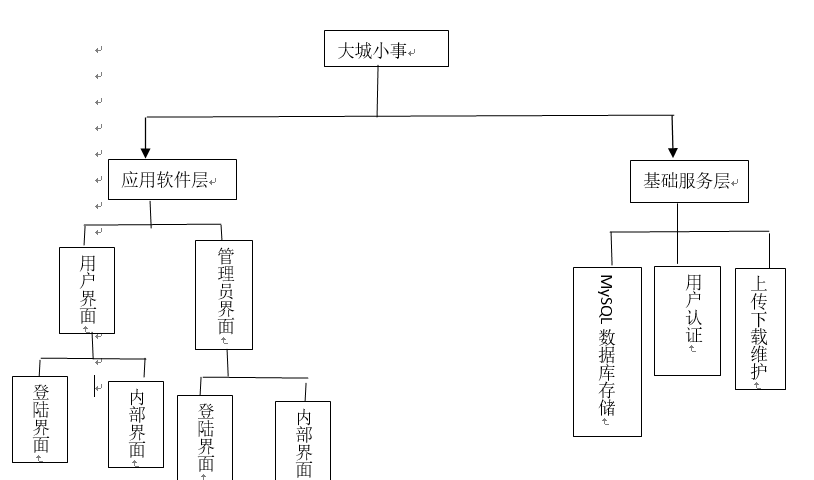 大城小事
应用软件层
基础服务层
用户界面
管理员界面
MySQL 数据库存储
用户认证
上传下载维护
登陆界面
内部界面
登陆界面
内部界面